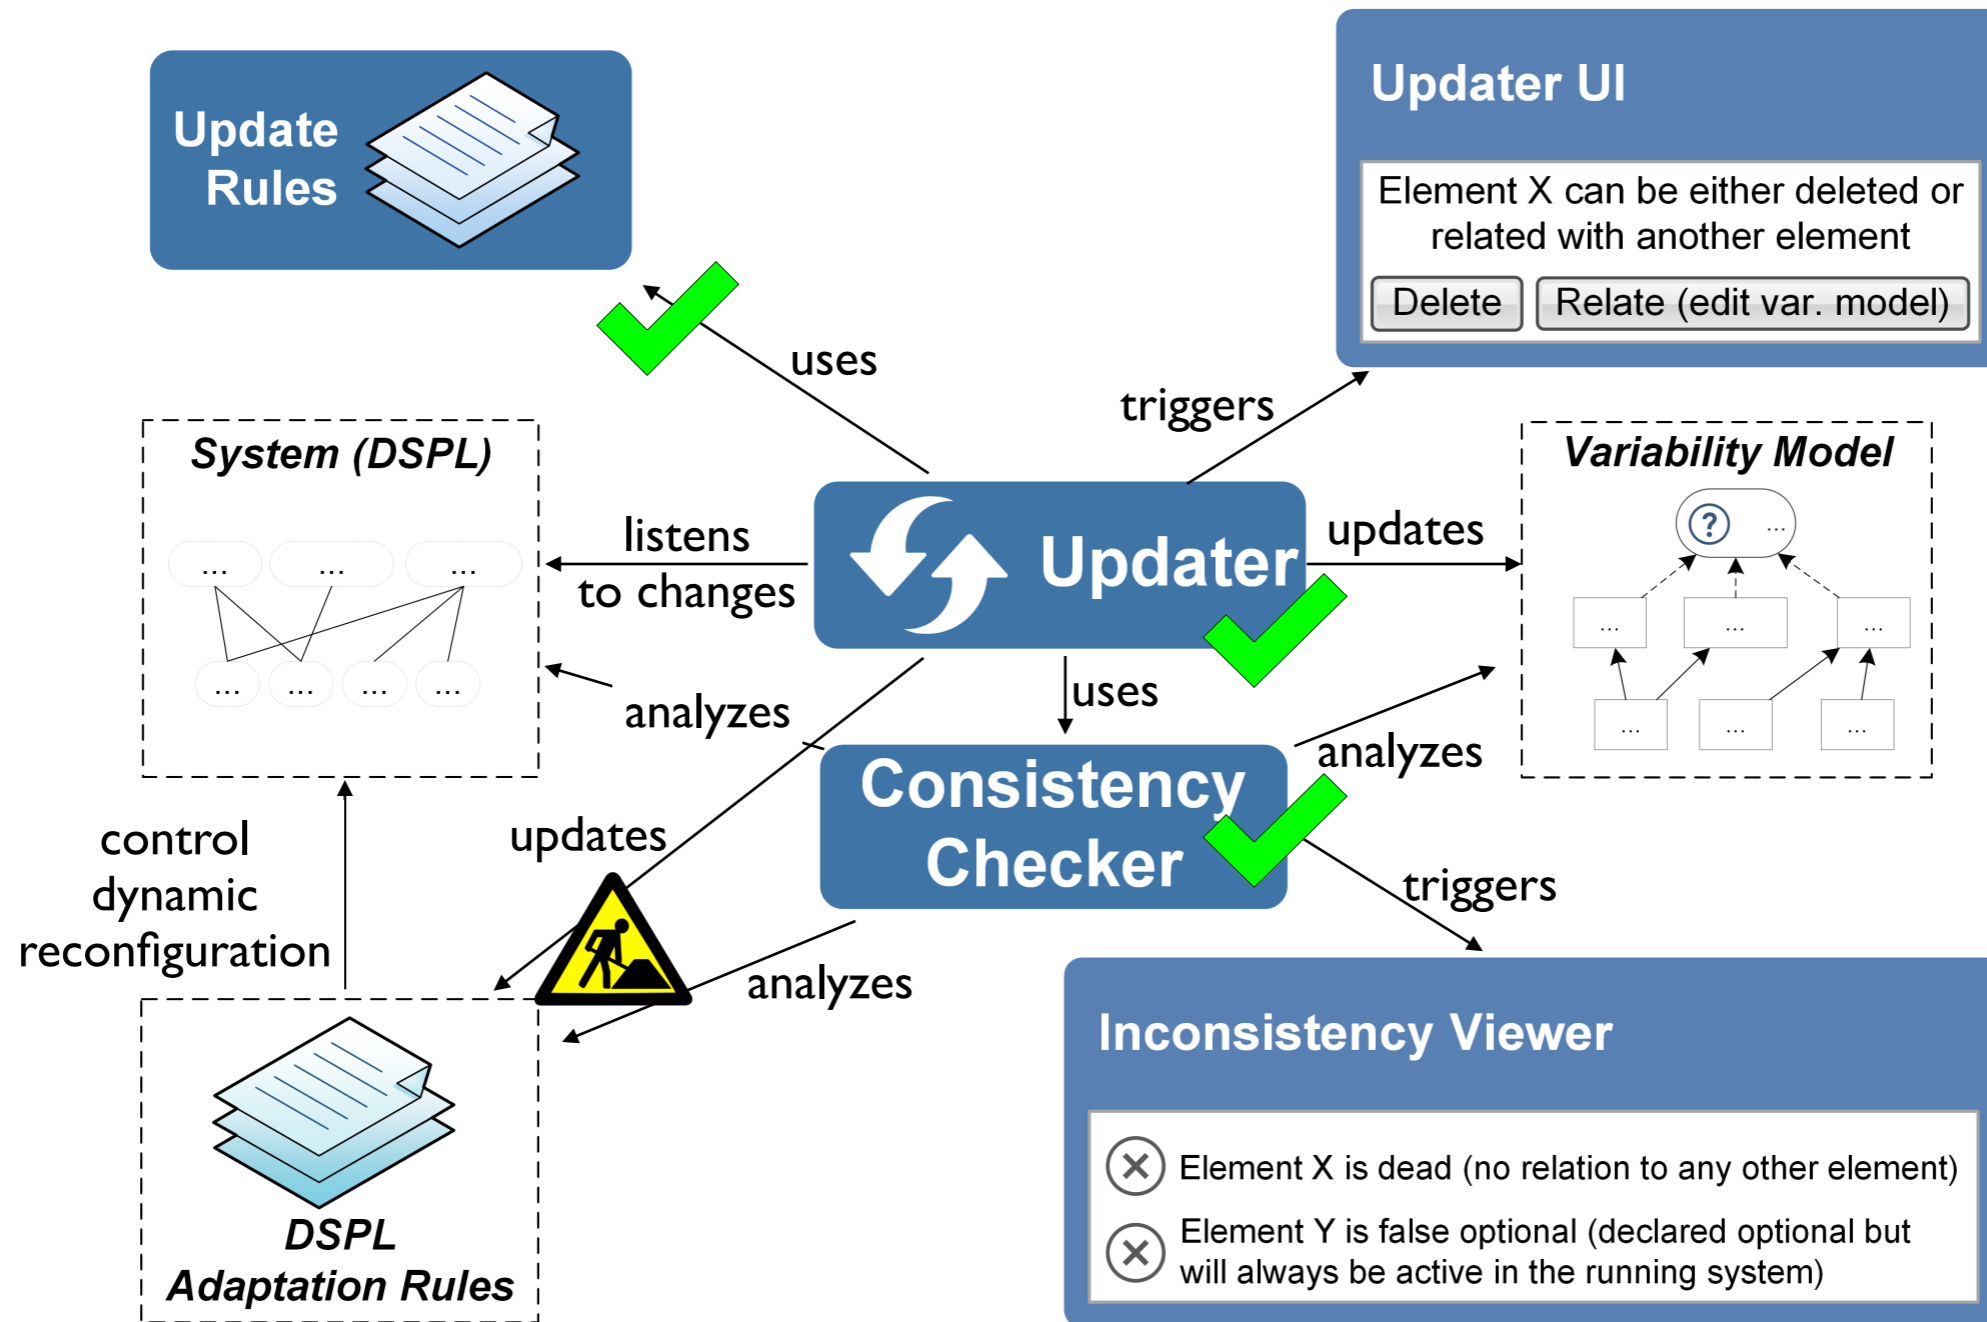 Update
Rules
Updater UI
Element X can be either deleted or
related with another element
Delete
Relate (edit var. model)
uses
triggers
System (DSPL)
...
...
...
...
...
...
...
listens
to changes
Updater
updates
Variability Model
?
...
...
...
...
...
...
...
analyzes
uses
analyzes
Consistency
Checker
control
dynamic
reconfiguration
updates
analyzes
triggers
DSPL
Adaptation Rules
Inconsistency Viewer
Element X is dead (no relation to any other element)
Element Y is false optional (declared optional but
will always be active in the running system)